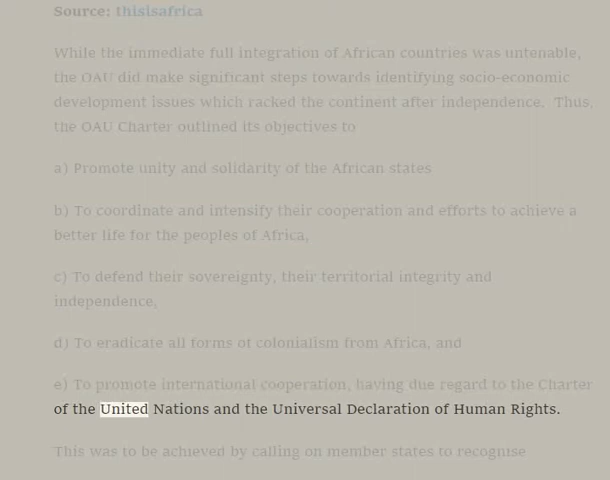 Source: thisisafrica
While the immediate full integration of African countries was untenable,
the OAU did make significant steps towards identifying socio-economic
development issues which racked the continent after independence. Thus,
the OAU Charter outlined its objectives to
a) Promote unity and solidarity of the African states
b) To coordinate and intensify their cooperation and efforts to achieve a
better life for the peoples of Africa,
c) To defend their sovereignty, their territorial integrity and
independence,
d) To eradicate all forms of colonialism from Africa, and
e) To promote international cooperation, having due regard to the Charter
of the United Nations and the Universal Declaration of Human Rights.
This was to be achieved by calling on member states to recognise